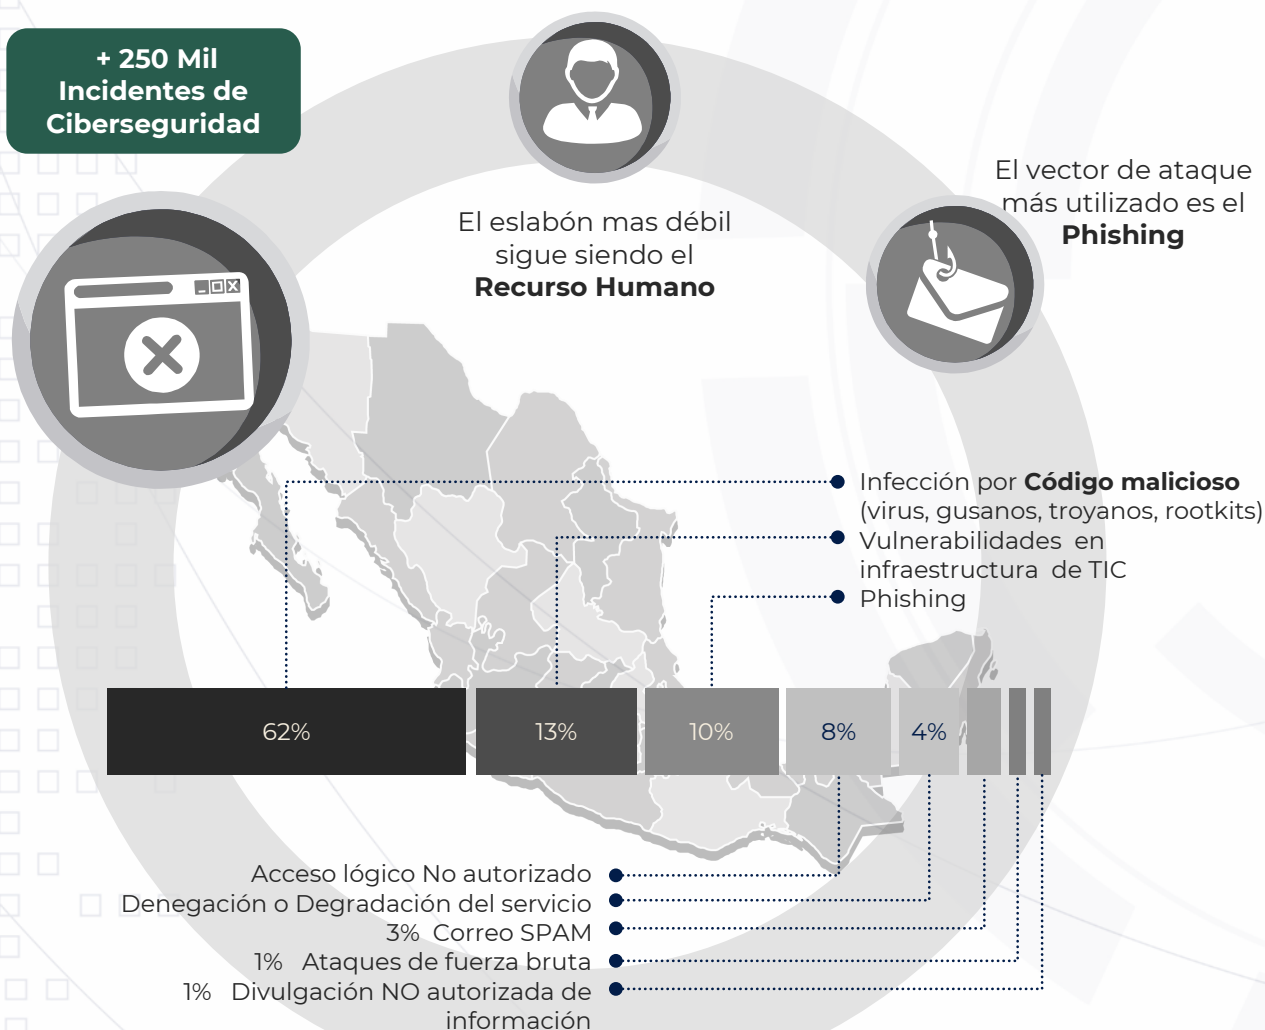 + 250 Mil
Incidentes de
Ciberseguridad
El eslabón mas débil
sigue siendo el
Recurso Humano
El vector de ataque
más utilizado es el
Phishing
Infección por Código malicioso
(virus, gusanos, troyanos, rootkits)
Vulnerabilidades en
infraestructura de TIC
Phishing
62%
13%
10%
8%
4%
Acceso lógico No autorizado
Denegación o Degradación del servicio
3% Correo SPAM
1% Ataques de fuerza bruta
1% Divulgación NO autorizada de
información